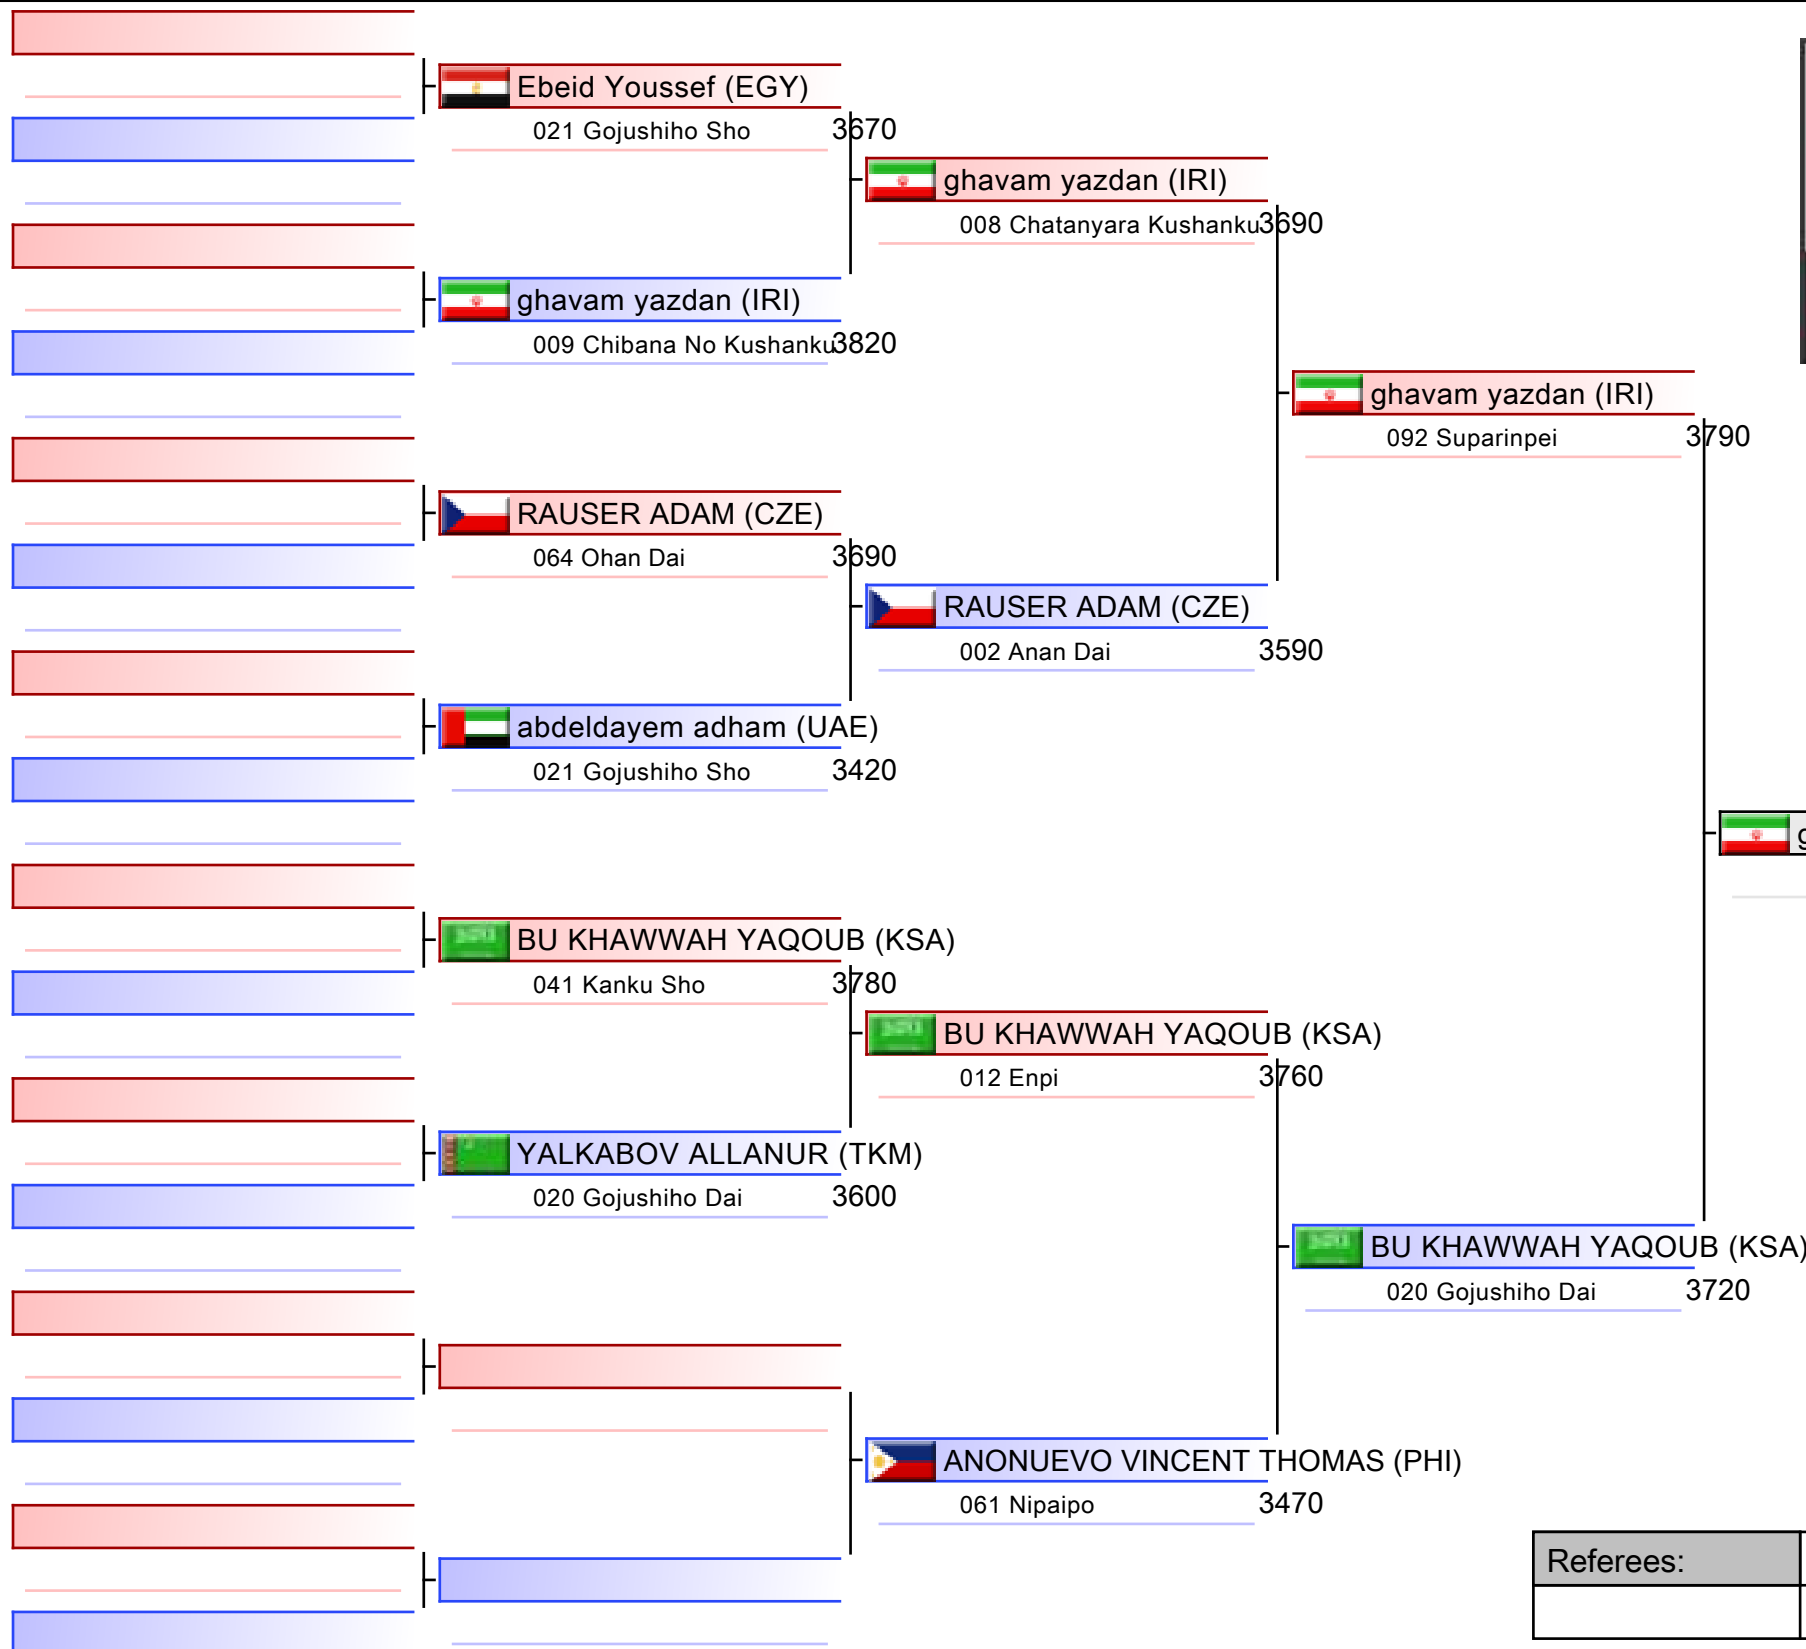 Ebeid Youssef (EGY)
021 Gojushiho Sho 3670
ghavam yazdan (IRI)
008 Chatanyara Kushanku 3690
ghavam yazdan (IRI)
009 Chibana No Kushanku 3820
ghavam yazdan (IRI)
092 Suparinpei 3790
RAUSER ADAM (CZE)
064 Ohan Dai 3690
RAUSER ADAM (CZE)
002 Anan Dai 3590
abdeldayem adham (UAE)
021 Gojushiho Sho 3420
g
BU KHAWWAH YAQOUB (KSA)
041 Kanku Sho 3780
BU KHAWWAH YAQOUB (KSA)
012 Enpi 3760
YALKABOV ALLANUR (TKM)
020 Gojushiho Dai 3600
BU KHAWWAH YAQOUB (KSA)
020 Gojushiho Dai 3720
ANONUEVO VINCENT THOMAS (PHI)
061 Nipaipo 3470
Referees: